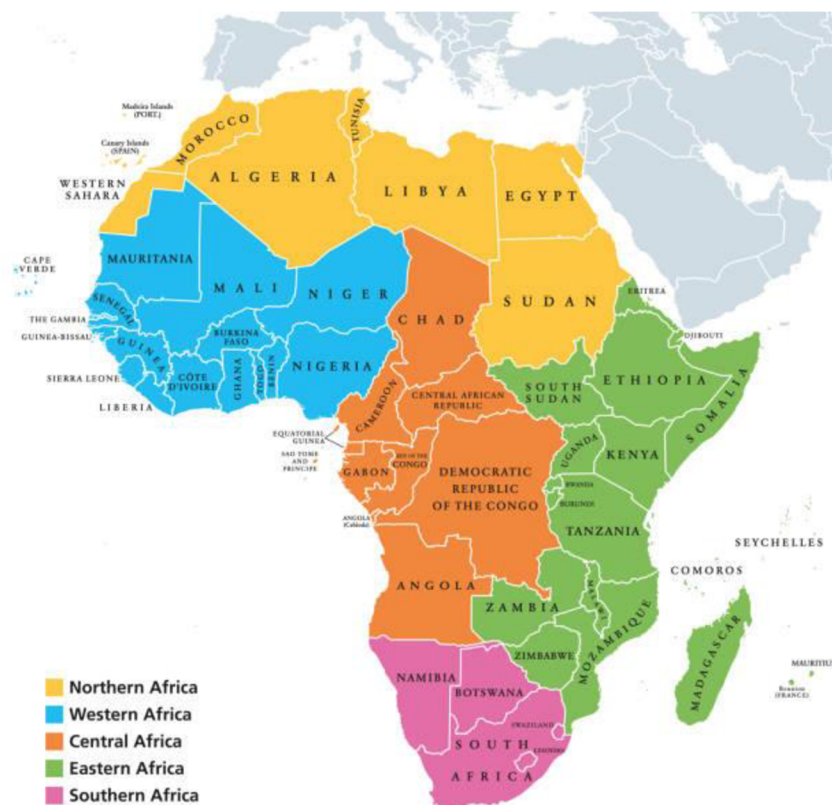 Madeira Islands
(PORT.)
Canary Islands
(SPAIN)
MOROCCO
TUNISIA
ALGERIA
LIBYA
EGYPT
WESTERN
SAHARA
CAPE
VERDE
MAURITANIA
MALI
NIGER
CHAD
SUDAN
ERITREA
DJIBOUTI
SENEGAL
THE GAMBIA
GUINEA-BISSAU
GUINEA
SIERRA LEONE
LIBERIA
CÔTE
D'IVOIRE
BURKINA
FASO
GHANA
TOGO
BENIN
NIGERIA
CAMEROON
CENTRAL AFRICAN
REPUBLIC
SOUTH
SUDAN
ETHIOPIA
SOMALIA
EQUATORIAL
GUINEA
SAO TOME
AND
PRINCIPE
GABON
REP. OF THE
CONGO
DEMOCRATIC
REPUBLIC
OF THE CONGO
UGANDA
KENYA
RWANDA
BURUNDI
TANZANIA
ANGOLA
(Cabinda)
ANGOLA
ZAMBIA
MALAWI
MOZAMBIQUE
ZIMBABWE
COMOROS
SEYCHELLES
MADAGASCAR
MAURITIU
Reunion
(FRANCE)
NAMIBIA
BOTSWANA
SWAZILAND
LESOTHO
SOUTH
AFRICA
Northern Africa
Western Africa
Central Africa
Eastern Africa
Southern Africa